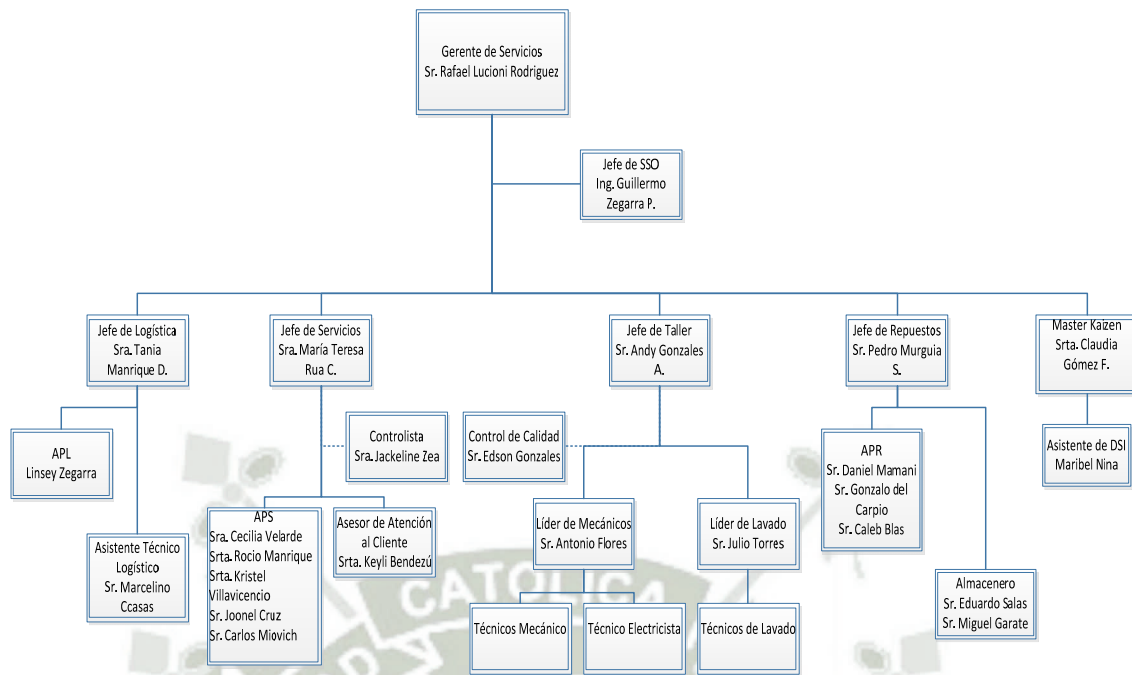 Gerente de Servicios
Sr. Rafael Lucioni Rodriguez
Jefe de SSO
Ing. Guillermo
Zegarra P.
Jefe de Logística
Sra. Tania
Manrique D.
Jefe de Servicios
Sra. María Teresa
Rua C.
Jefe de Taller
Sr. Andy Gonzales
A.
Jefe de Repuestos
Sr. Pedro Murguia
S.
Master Kaizen
Srta. Claudia
Gómez F.
APL
Linsey Zegarra
Controlista
Sra. Jackeline Zea
Control de Calidad
Sr. Edson Gonzales
APR
Sr. Daniel Mamani
Sr. Gonzalo del
Carpio
Sr. Caleb Blas
Asistente de DSI
Maribel Nina
Asistente Técnico
Logístico
Sr. Marcelino
Ccasas
APS
Sra. Cecilia Velarde
Srta. Rocio Manrique
Srta. Kristel
Villavicencio
Sr. Joonel Cruz
Sr. Carlos Miovich
Asesor de Atención
al Cliente
Srta. Keyli Bendezú
Líder de Mecánicos
Sr. Antonio Flores
Líder de Lavado
Sr. Julio Torres
Almacenero
Sr. Eduardo Salas
Sr. Miguel Garate
Técnicos Mecánico
Técnico Electricista
Técnicos de Lavado
CATOLICA